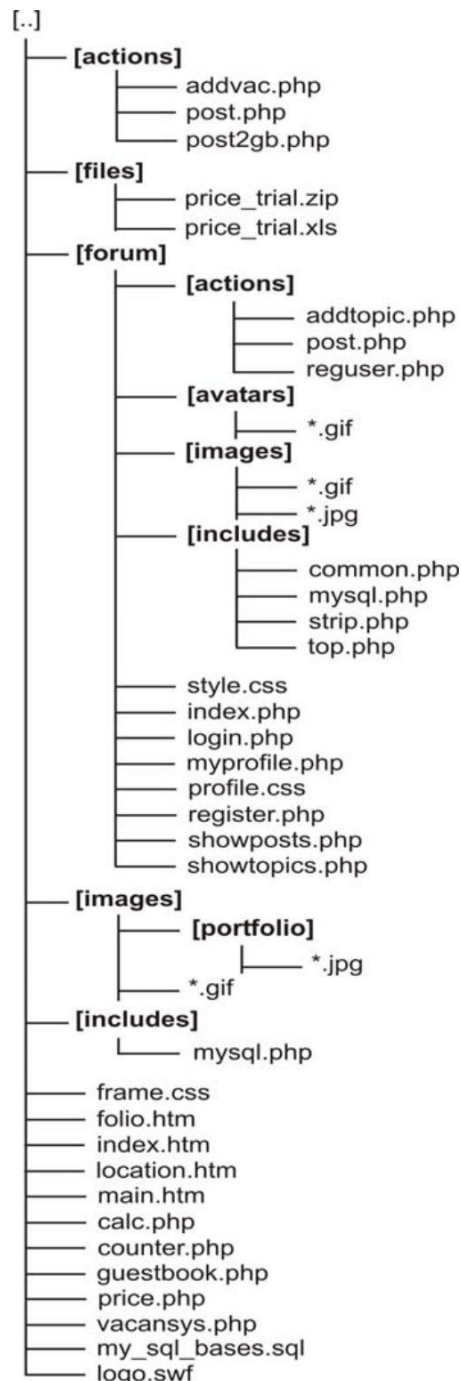 [..]
[actions]
addvac.php
post.php
post2gb.php
[files]
price_trial.zip
price_trial.xls
[forum]
[actions]
addtopic.php
post.php
reguser.php
[avatars]
*.gif
[images]
*.gif
*.jpg
[includes]
common.php
mysql.php
strip.php
top.php
style.css
index.php
login.php
myprofile.php
profile.css
register.php
showposts.php
showtopics.php
[images]
[portfolio]
*.jpg
*.gif
[includes]
mysql.php
frame.css
folio.htm
index.htm
location.htm
main.htm
calc.php
counter.php
guestbook.php
price.php
vacansys.php
my_sql_bases.sql
logo.swf